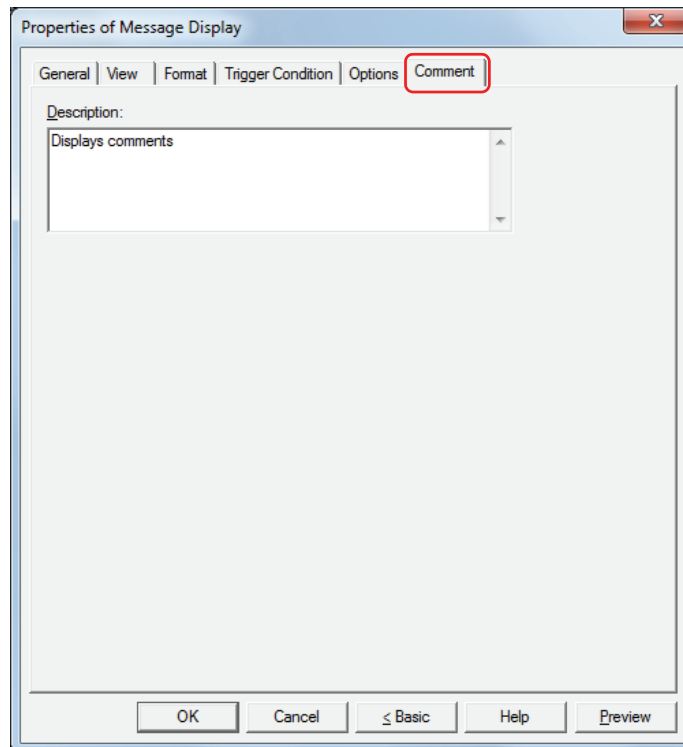 Properties of Message Display
General View Format Trigger Condition Options Comment
Description:
Displays comments
OK Cancel < Basic Help Preview